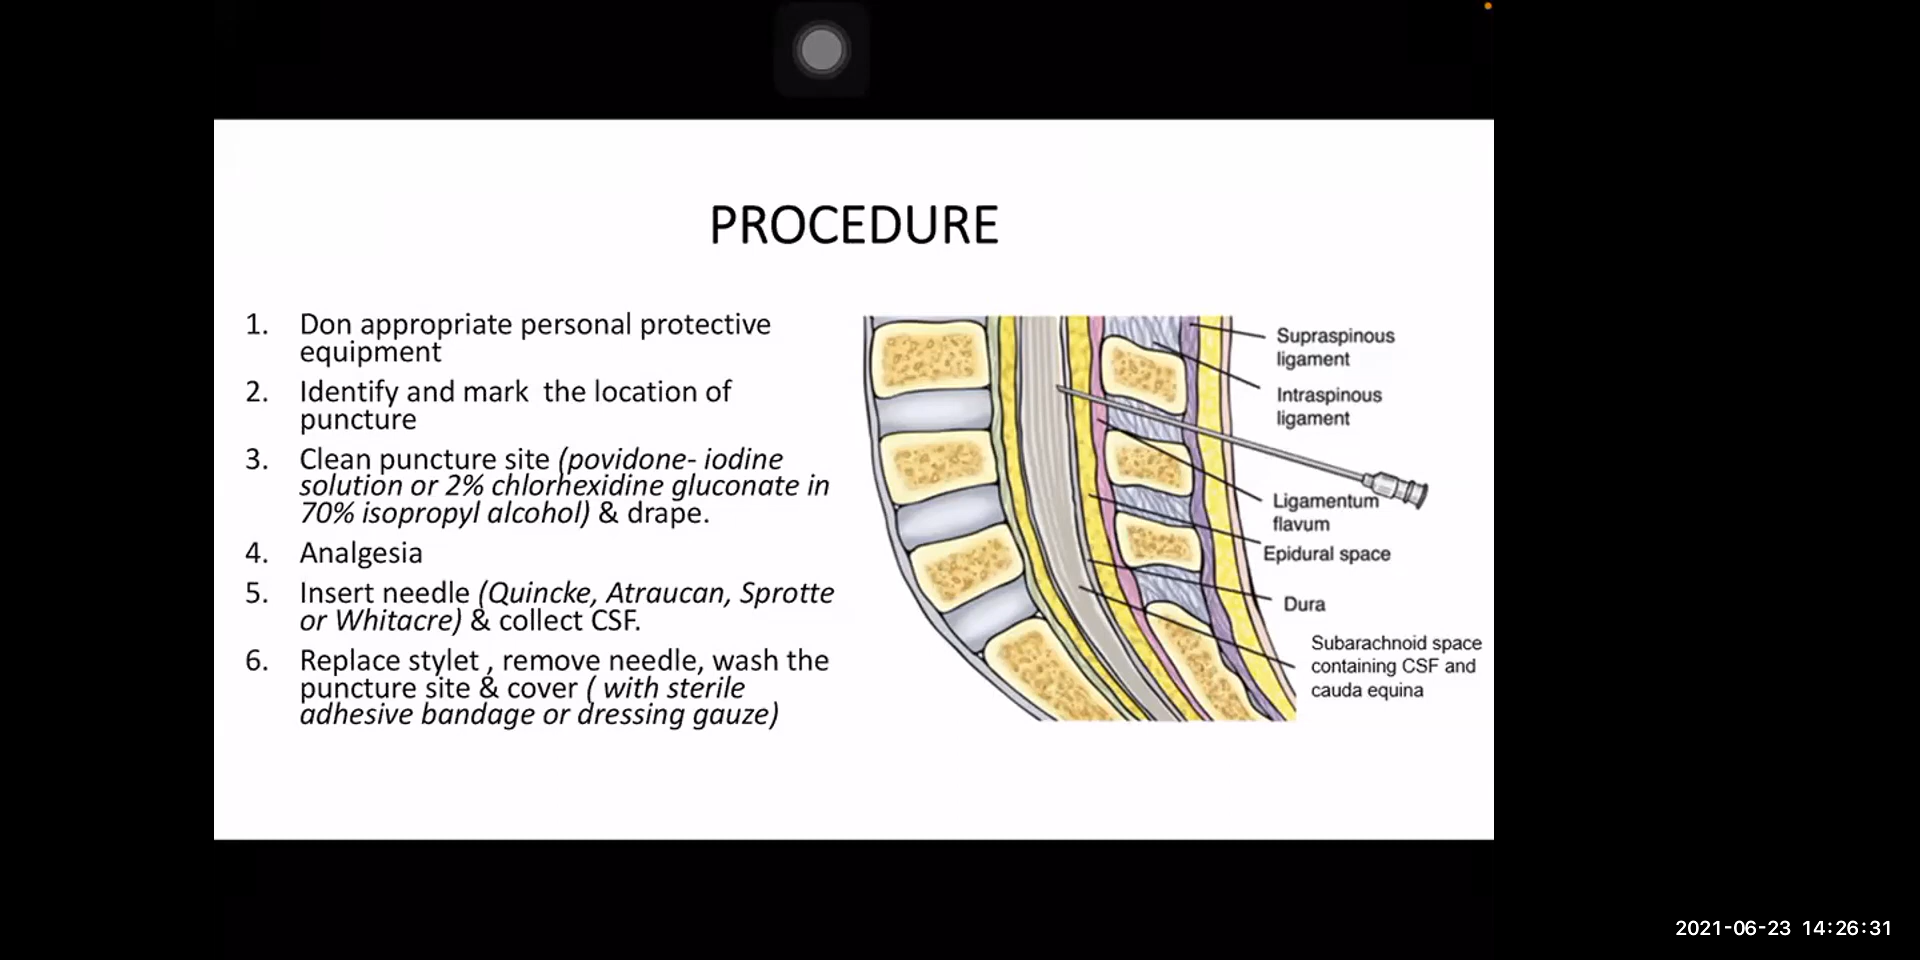 PROCEDURE
1. Don appropriate personal protective
equipment
2. Identify and mark the location of
puncture
3. Clean puncture site (povidone- iodine
solution or 2% chlorhexidine gluconate in
70% isopropyl alcohol) & drape.
4. Analgesia
5. Insert needle (Quincke, Atraucan, Sprotte
or Whitacre) & collect CSF.
6. Replace stylet , remove needle, wash the
puncture site & cover ( with sterile
adhesive bandage or dressing gauze)
Supraspinous
ligament
Intraspinous
ligament
Ligamentum
flavum
Epidural space
Dura
Subarachnoid space
containing CSF and
cauda equina
2021-06-23 14:26:31